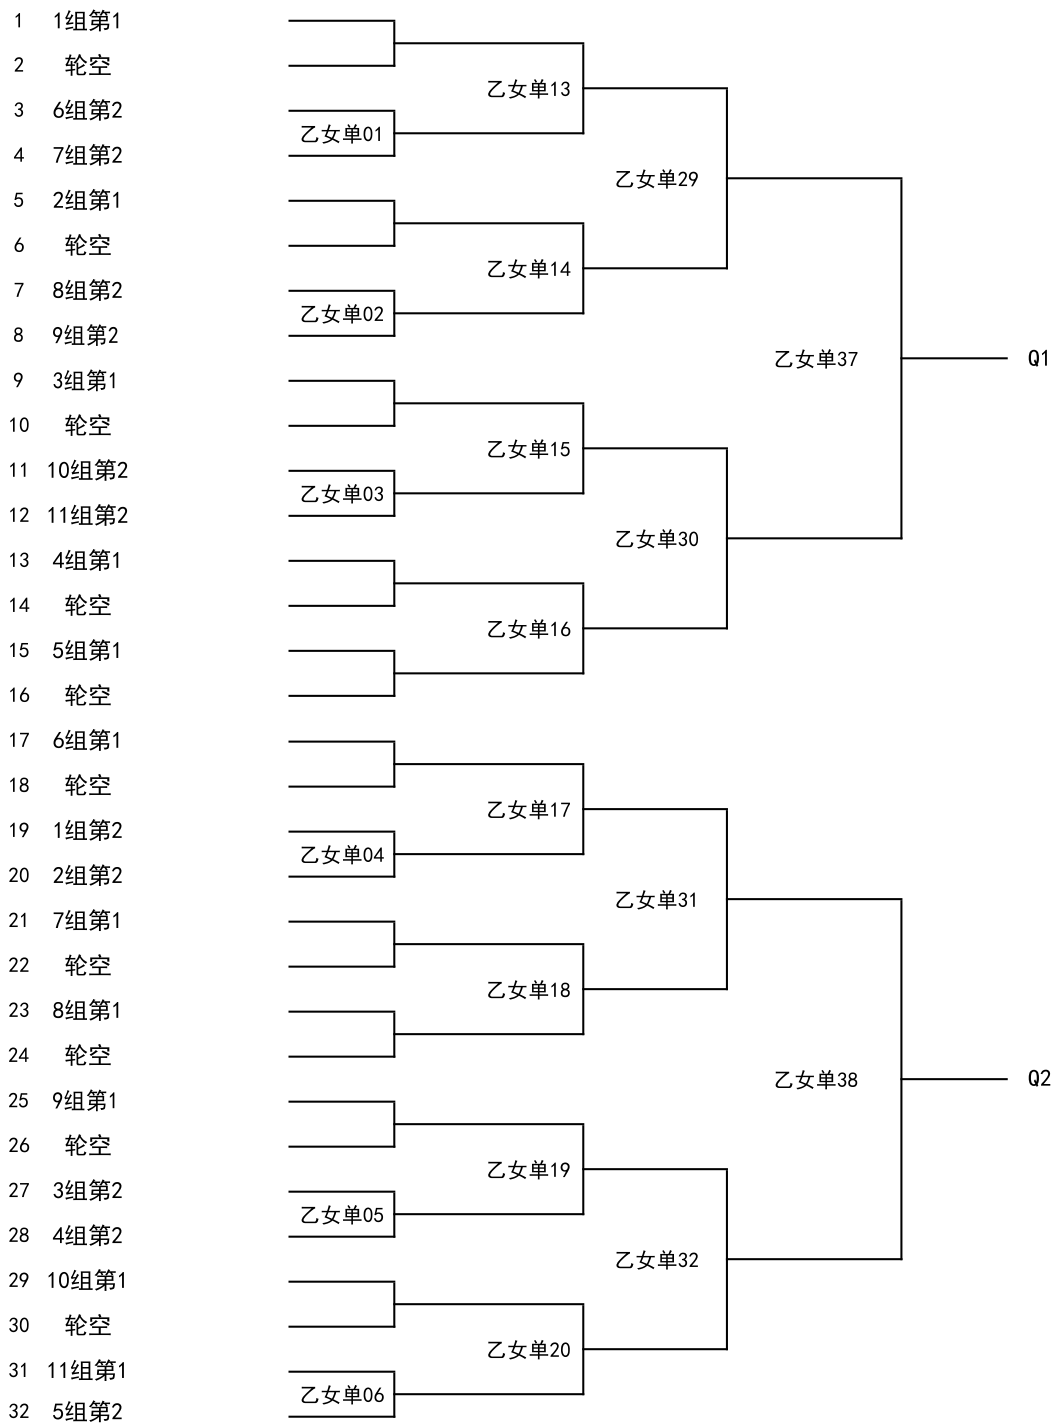 1 1组第1
2 轮空
乙女单13
3 6组第2
乙女单01
4 7组第2
乙女单29
5 2组第1
6 轮空
乙女单14
7 8组第2
乙女单02
8 9组第2
乙女单37 Q1
9 3组第1
10 轮空
乙女单15
11 10组第2
乙女单03
12 11组第2
乙女单30
13 4组第1
14 轮空
乙女单16
15 5组第1
16 轮空
17 6组第1
18 轮空
乙女单17
19 1组第2
乙女单04
20 2组第2
乙女单31
21 7组第1
22 轮空
乙女单18
23 8组第1
24 轮空
乙女单38 Q2
25 9组第1
26 轮空
乙女单19
27 3组第2
乙女单05
28 4组第2
乙女单32
29 10组第1
30 轮空
乙女单20
31 11组第1
乙女单06
32 5组第2